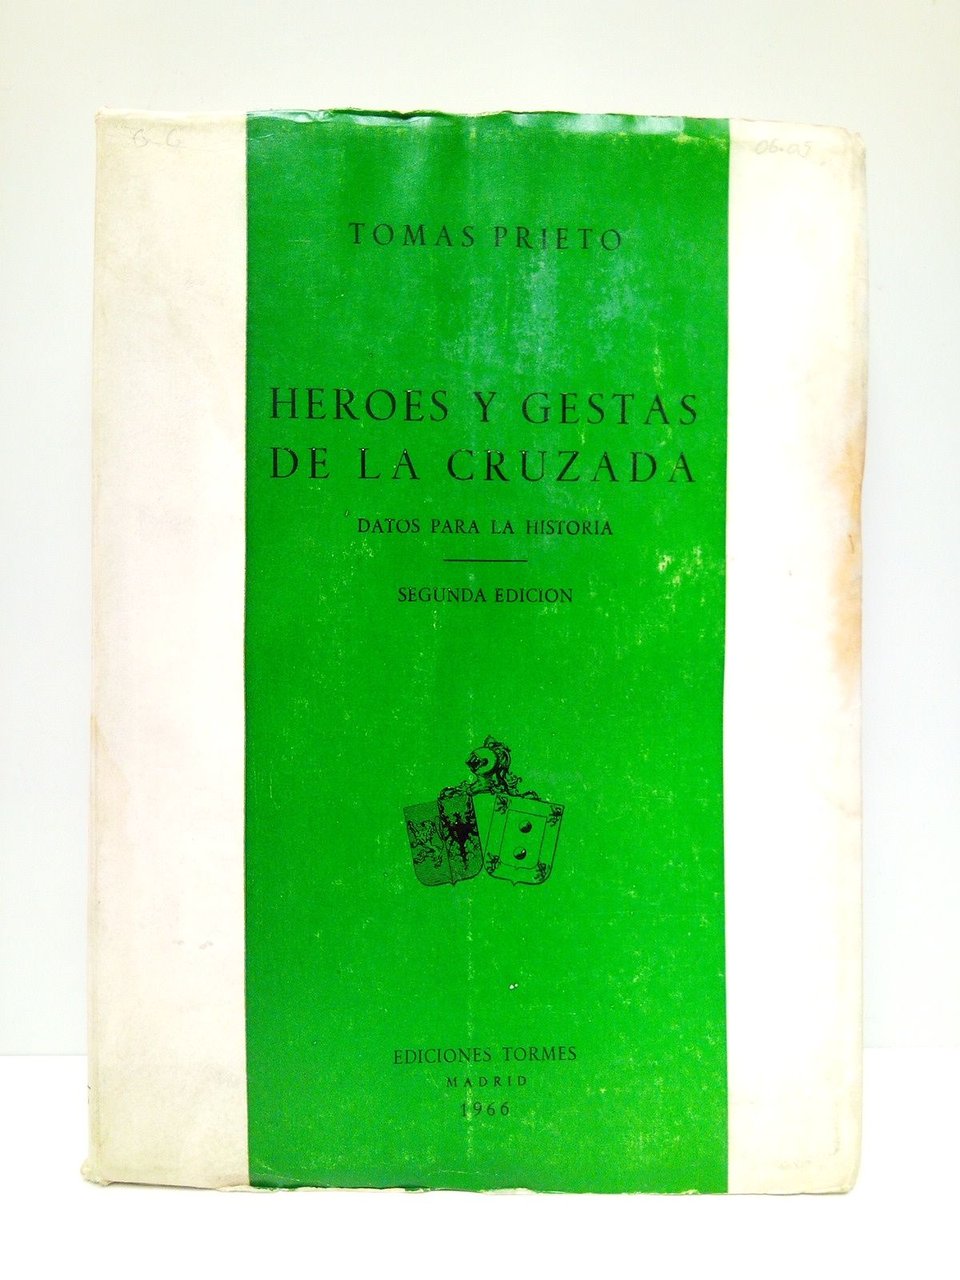 TOMAS PRIETO
HEROES Y GESTAS
DE LA CRUZADA
DATOS PARA LA HISTORIA
SEGUNDA EDICION
EDICIONES TORMES
MADRID
1966